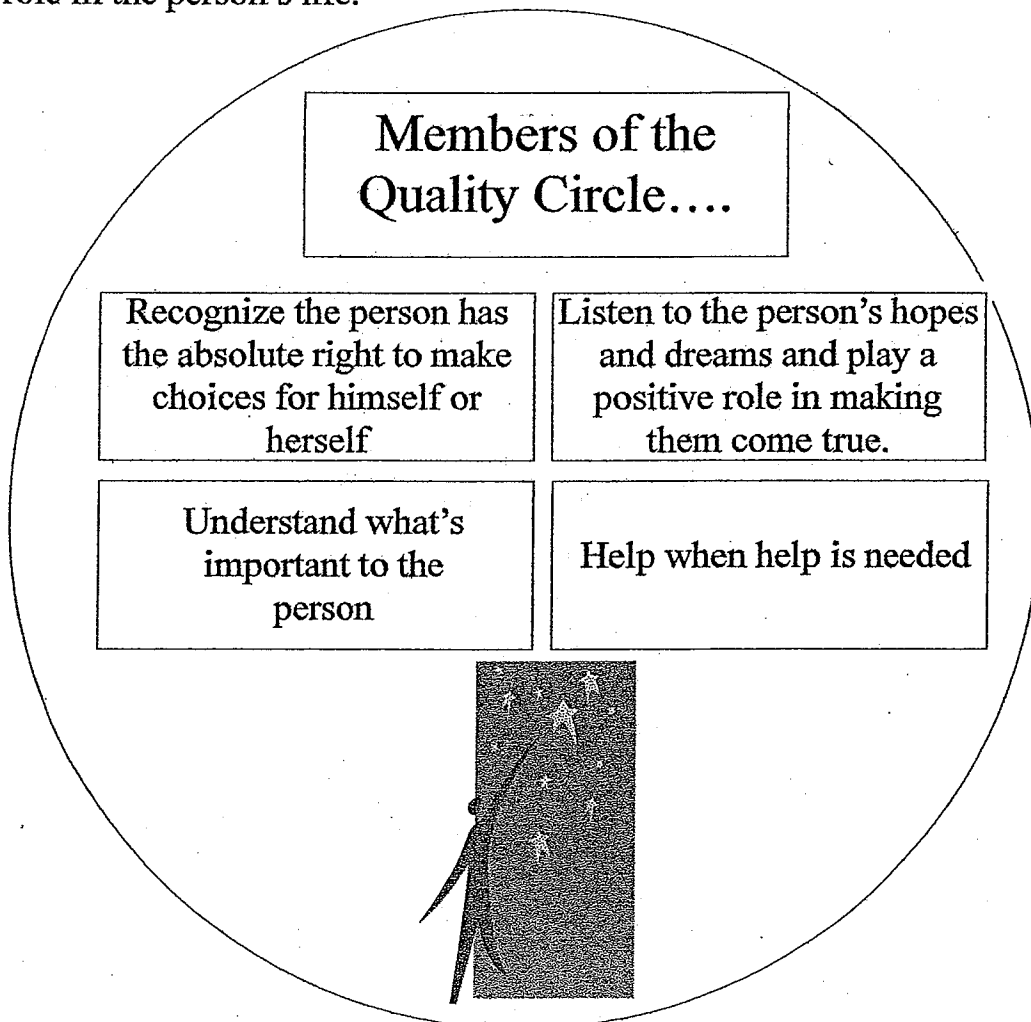 role in the person's life.
Members of the
Quality Circle....
Recognize the person has
the absolute right to make
choices for himself or
herself
Listen to the person's hopes
and dreams and play a
positive role in making
them come true.
Understand what's
important to the
person
Help when help is needed